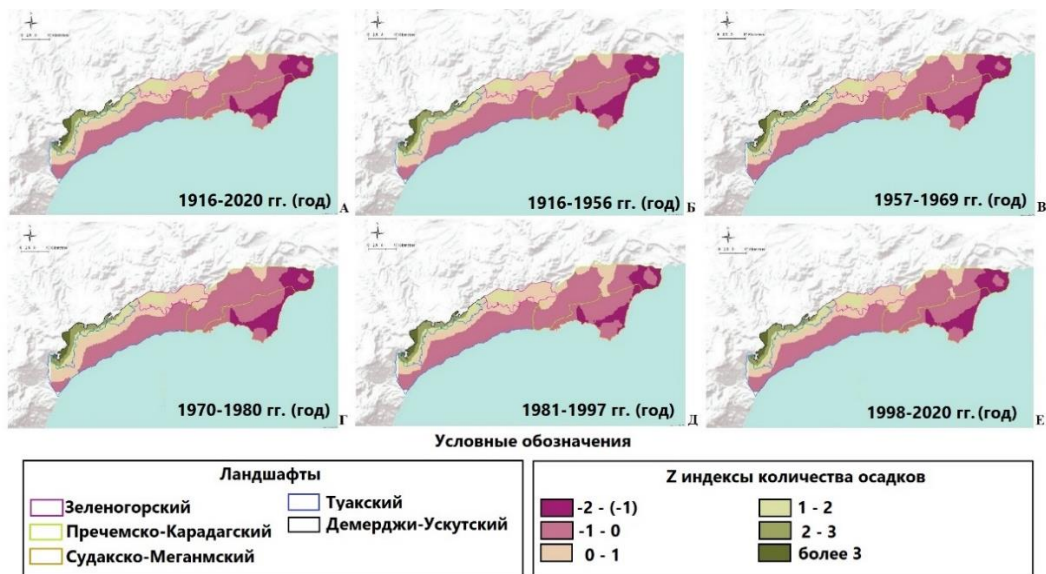 1916-2020 гг. (год)
А
1916-1956 гг. (год)
Б
1957-1969 гг. (год)
В
1970-1980 гг. (год)
Г
1981-1997 гг. (год)
Д
1998-2020 гг. (год)
Е
Условные обозначения
Ландшафты
Зеленогорский
Пречемско-Карадагский
Судакско-Меганмский
Туакский
Демерджи-Ускутский
Z индексы количества осадков
-2 - (-1)
-1 - 0
0 - 1
1 - 2
2 - 3
более 3